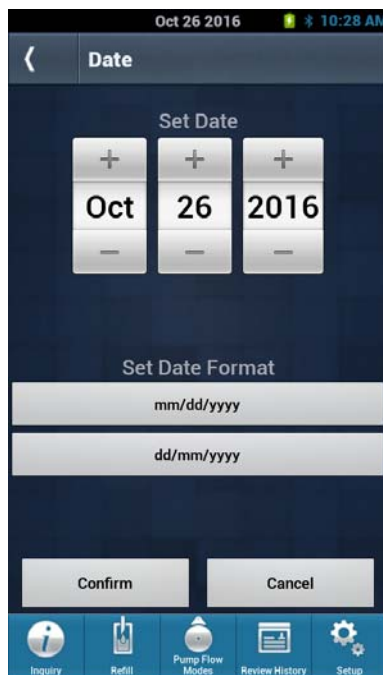 Oct 26 2016 10:28 AM
Date
Set Date
Oct 26 2016
Set Date Format
mm/dd/yyyy
dd/mm/yyyy
Confirm Cancel
Inquiry Refill Pump Flow Modes Review History Setup